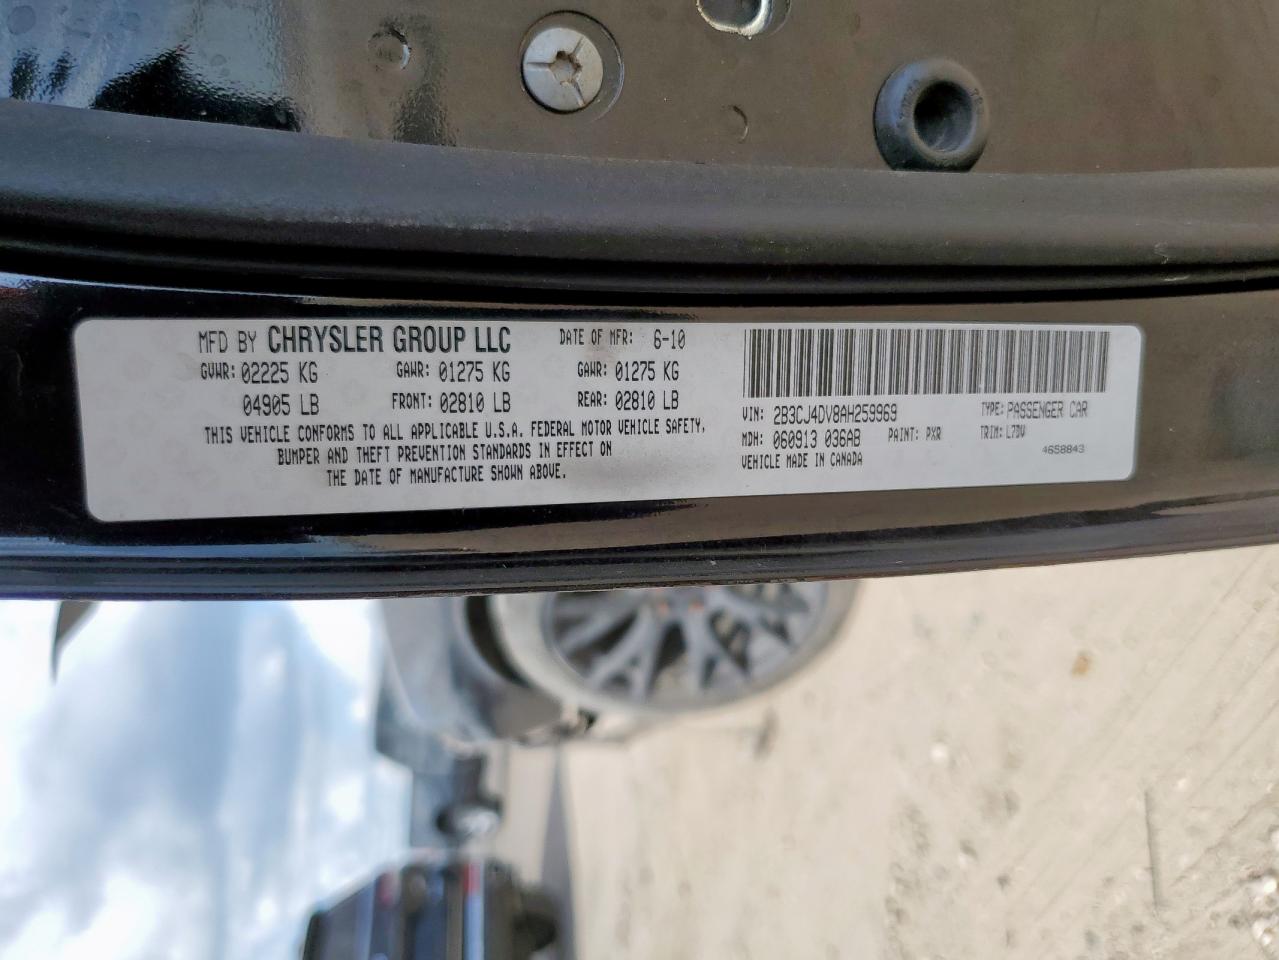 MFD BY CHRYSLER GROUP LLC DATE OF MFR: 6-10
GVWR: 02225 KG GAWR: 01275 KG GAWR: 01275 KG
04905 LB FRONT: 02810 LB REAR: 02810 LB
THIS VEHICLE CONFORMS TO ALL APPLICABLE U.S.A. FEDERAL MOTOR VEHICLE SAFETY,
BUMPER AND THEFT PREVENTION STANDARDS IN EFFECT ON
THE DATE OF MANUFACTURE SHOWN ABOVE.
VIN: 2B3CJ4DV8AH259969 TYPE: PASSENGER CAR
MDH: 060913 036AB PAINT: PXR TRIM: L7DV
VEHICLE MADE IN CANADA 4658843